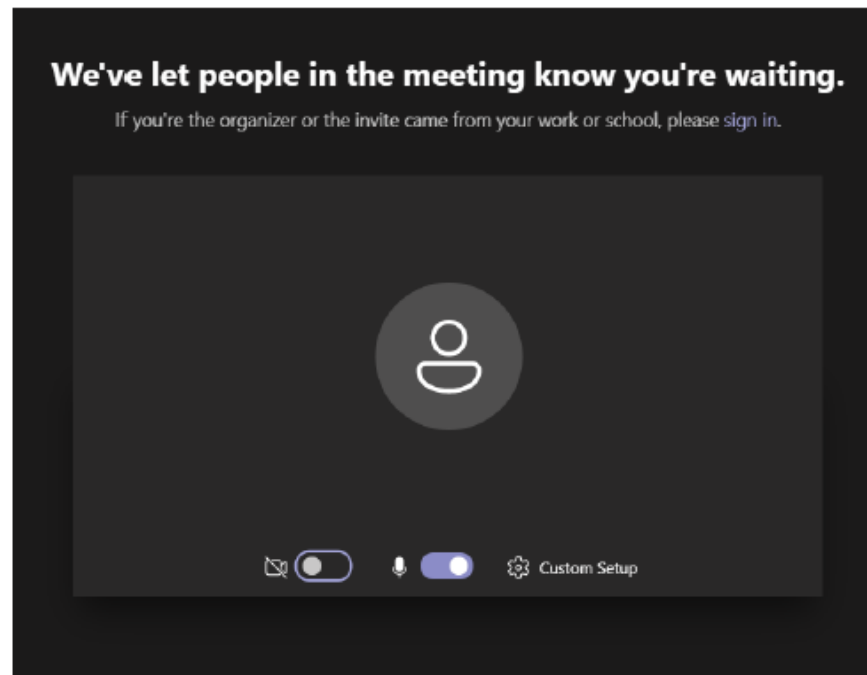 We've let people in the meeting know you're waiting.
If you're the organizer or the invite came from your work or school, please sign in.
Custom Setup